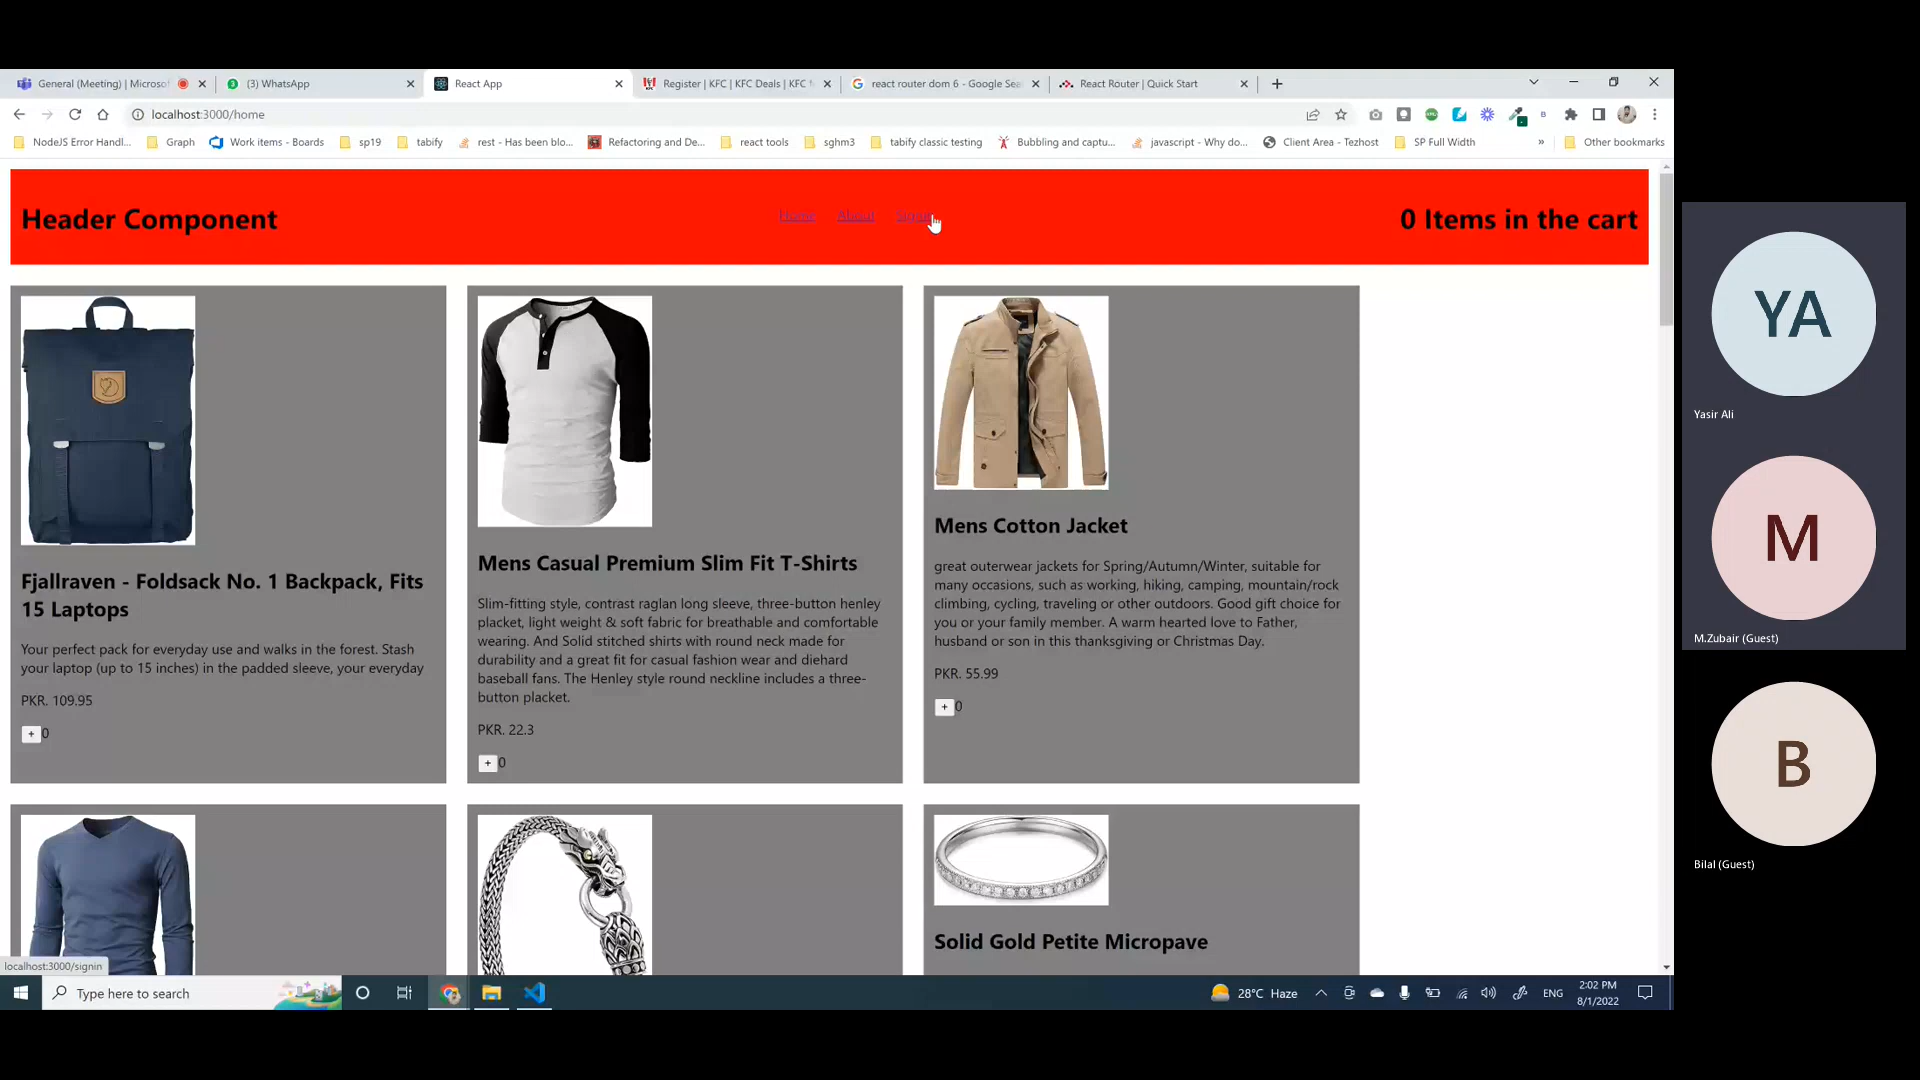 General (Meeting) | Microso
(3) WhatsApp
React App
Register | KFC | KFC Deals | KFC
react router dom 6 - Google Sea
React Router | Quick Start
localhost:3000/home
NodeJS Error Handl...
Graph
Work items - Boards
sp19
tabify
rest - Has been blo...
Refactoring and De...
react tools
sghm3
tabify classic testing
Bubbling and captu...
javascript - Why do...
Client Area - Tezhost
SP Full Width
»
Other bookmarks
Header Component
Home
About
Signin
0 Items in the cart
Fjallraven - Foldsack No. 1 Backpack, Fits
15 Laptops
Your perfect pack for everyday use and walks in the forest. Stash
your laptop (up to 15 inches) in the padded sleeve, your everyday
PKR. 109.95
+ 0
Mens Casual Premium Slim Fit T-Shirts
Slim-fitting style, contrast raglan long sleeve, three-button henley
placket, light weight & soft fabric for breathable and comfortable
wearing. And Solid stitched shirts with round neck made for
durability and a great fit for casual fashion wear and diehard
baseball fans. The Henley style round neckline includes a three-
button placket.
PKR. 22.3
+ 0
Mens Cotton Jacket
great outerwear jackets for Spring/Autumn/Winter, suitable for
many occasions, such as working, hiking, camping, mountain/rock
climbing, cycling, traveling or other outdoors. Good gift choice for
you or your family member. A warm hearted love to Father,
husband or son in this thanksgiving or Christmas Day.
PKR. 55.99
+ 0
Solid Gold Petite Micropave
localhost:3000/signin
Type here to search
28°C Haze
ENG
2:02 PM
8/1/2022
YA
Yasir Ali
M
M.Zubair (Guest)
B
Bilal (Guest)